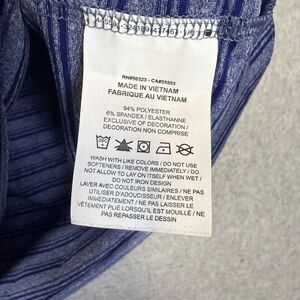 RN#56323 - CA#05553
MADE IN VIETNAM
FABRIQUE AU VIETNAM
94% POLYESTER
6% SPANDEX / ELASTHANNE
EXCLUSIVE OF DECORATION /
DECORATION NON COMPRISE
WASH WITH LIKE COLORS / DO NOT USE
SOFTENERS / REMOVE IMMEDIATELY / DO
NOT ALLOW TO LAY ON ITSELF WHEN WET /
DO NOT IRON DESIGN
LAVER AVEC COULEURS SIMILAIRES / NE PAS
UTILISER D'ADOUCISSEUR / ENLEVER
IMMÉDIATEMENT / NE PAS LAISSER LE
VÊTEMENT PLIÉ LORSQU'IL EST MOUILLÉ / NE
PAS REPASSER LE DESSIN